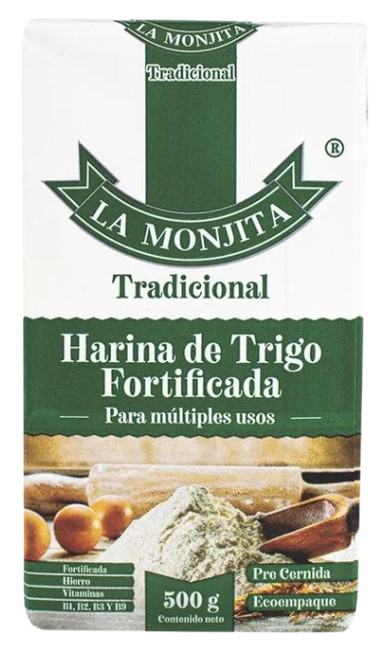 LA MONJITA
Tradicional
®
LA MONJITA
Tradicional
Harina de Trigo
Fortificada
Para múltiples usos
Fortificada
Hierro
Vitaminas
B1, B2, B3 Y B9
500 g
Contenido neto
Pre Cernida
Ecoempaque